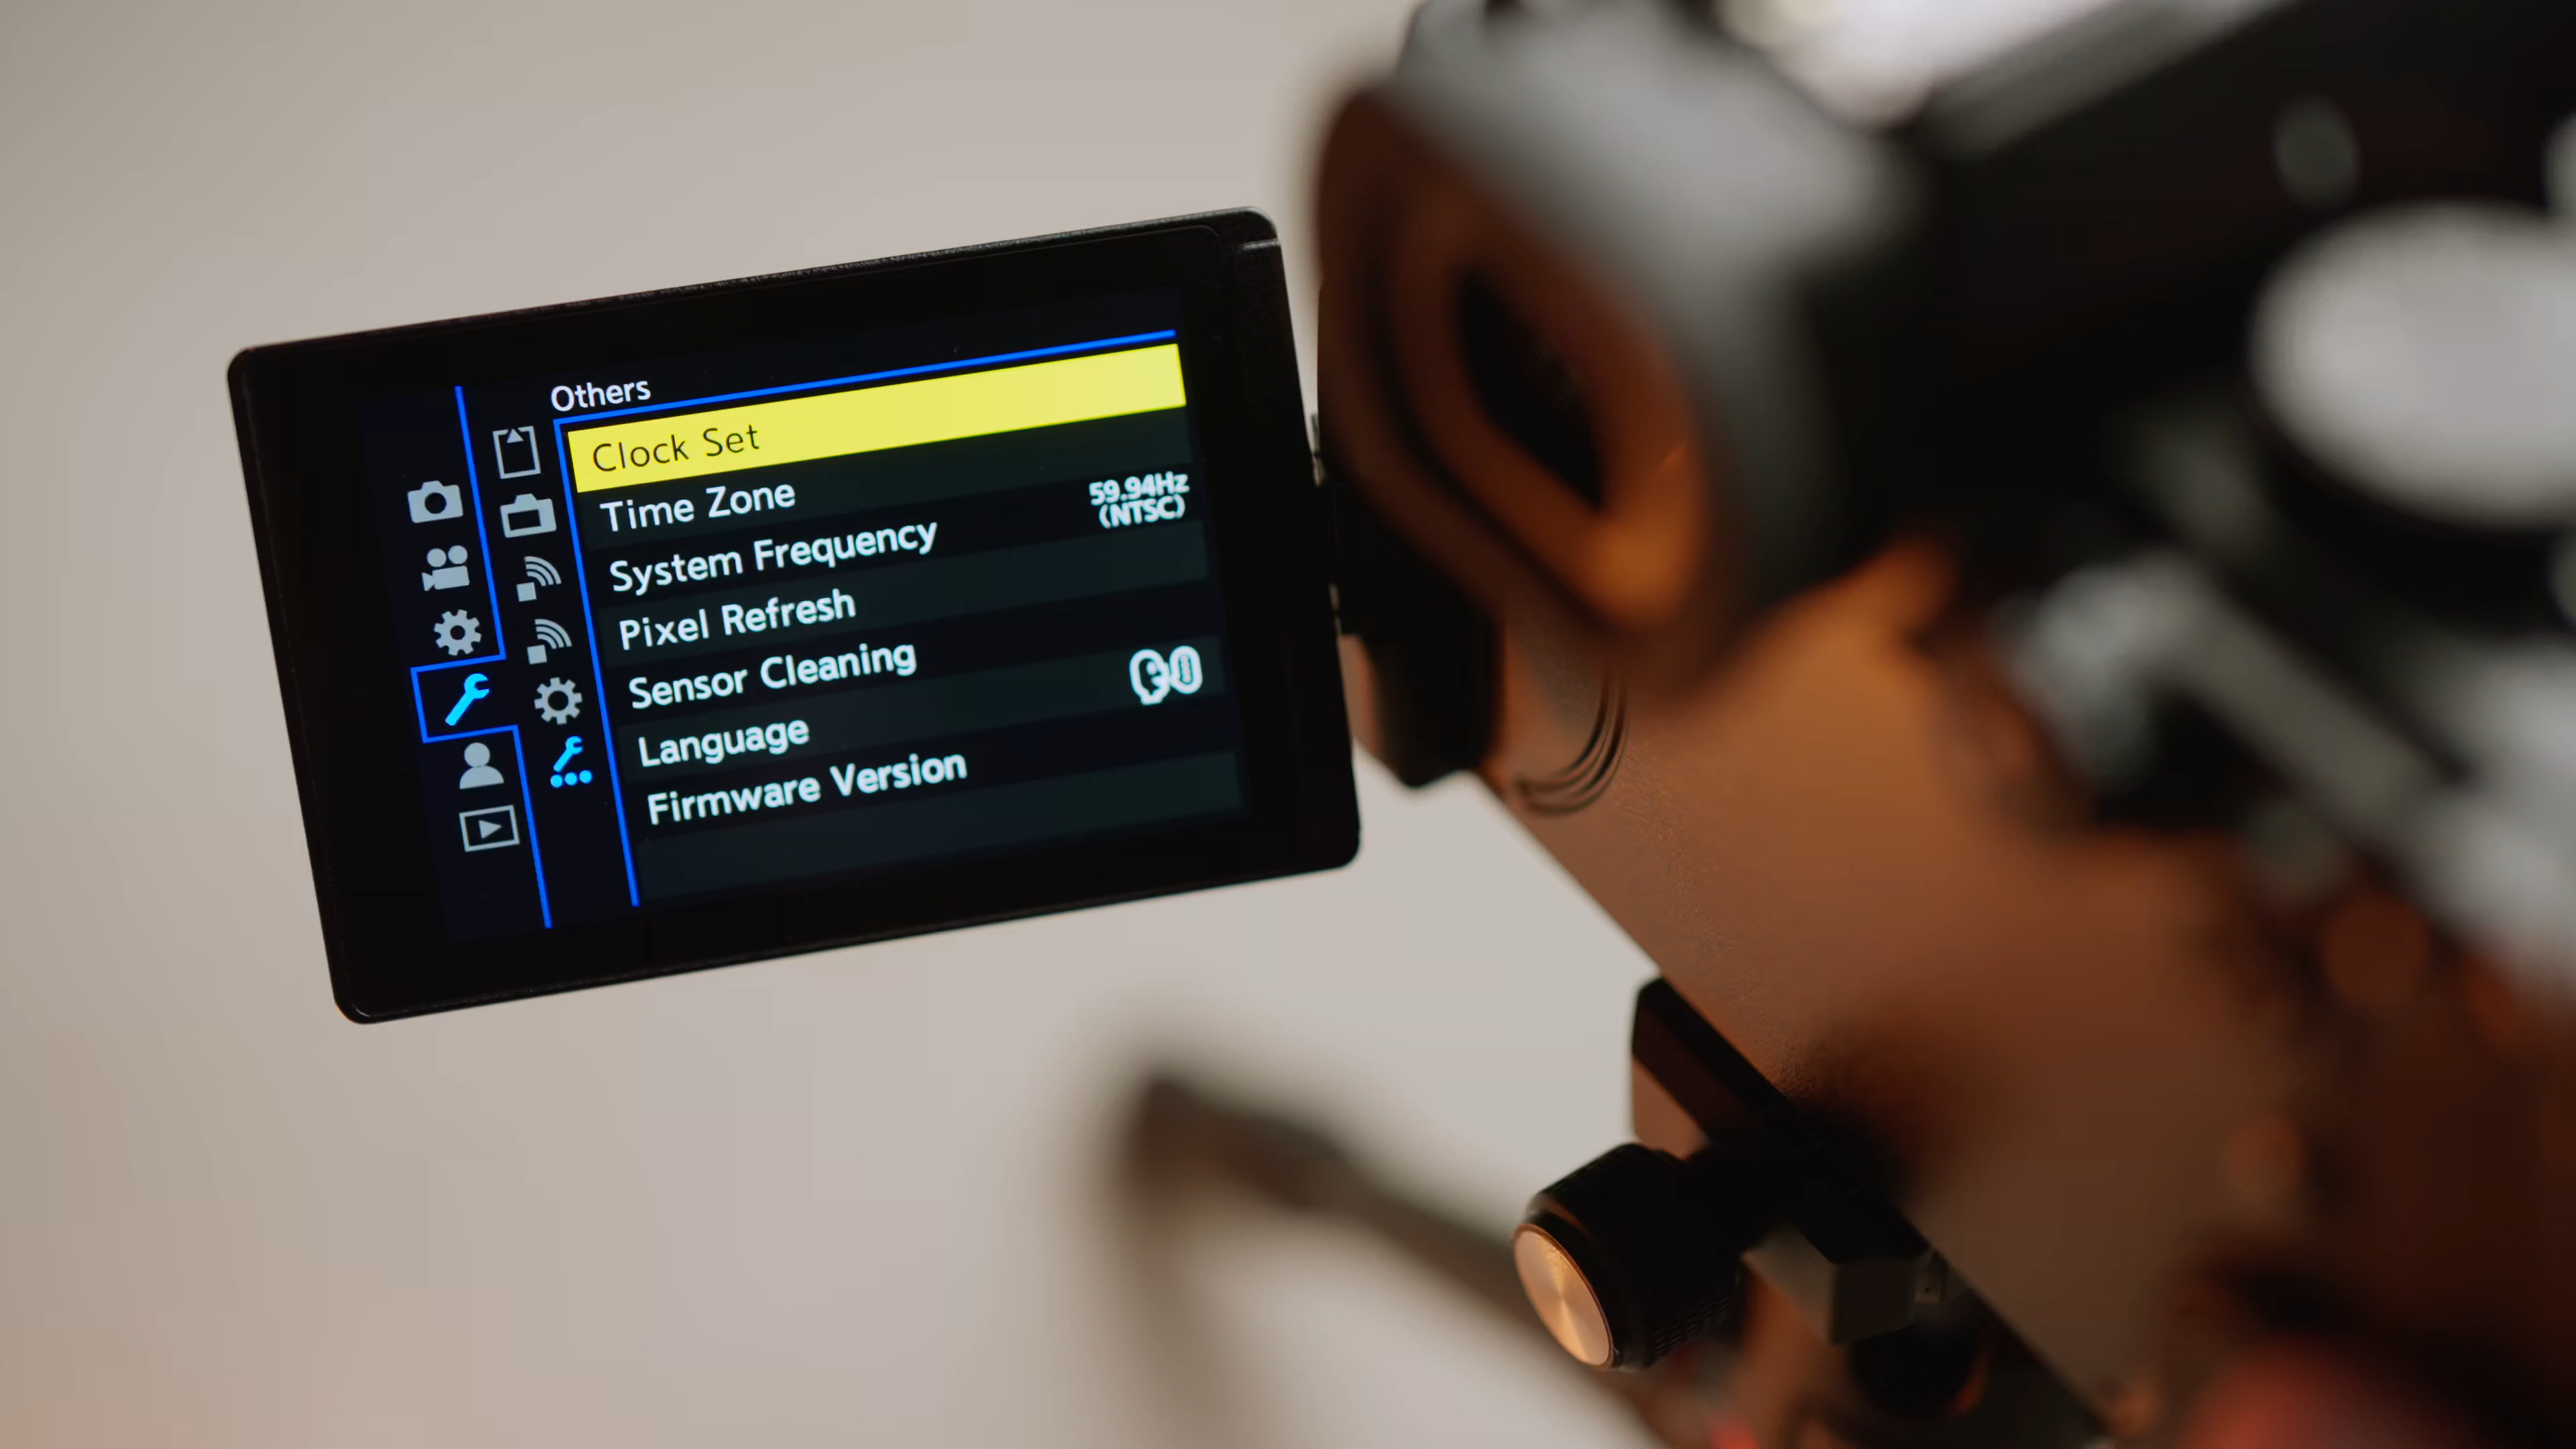 Others
Clock Set
Time Zone
System Frequency 59.94Hz
(NTSC)
Pixel Refresh
Sensor Cleaning
Language
Firmware Version